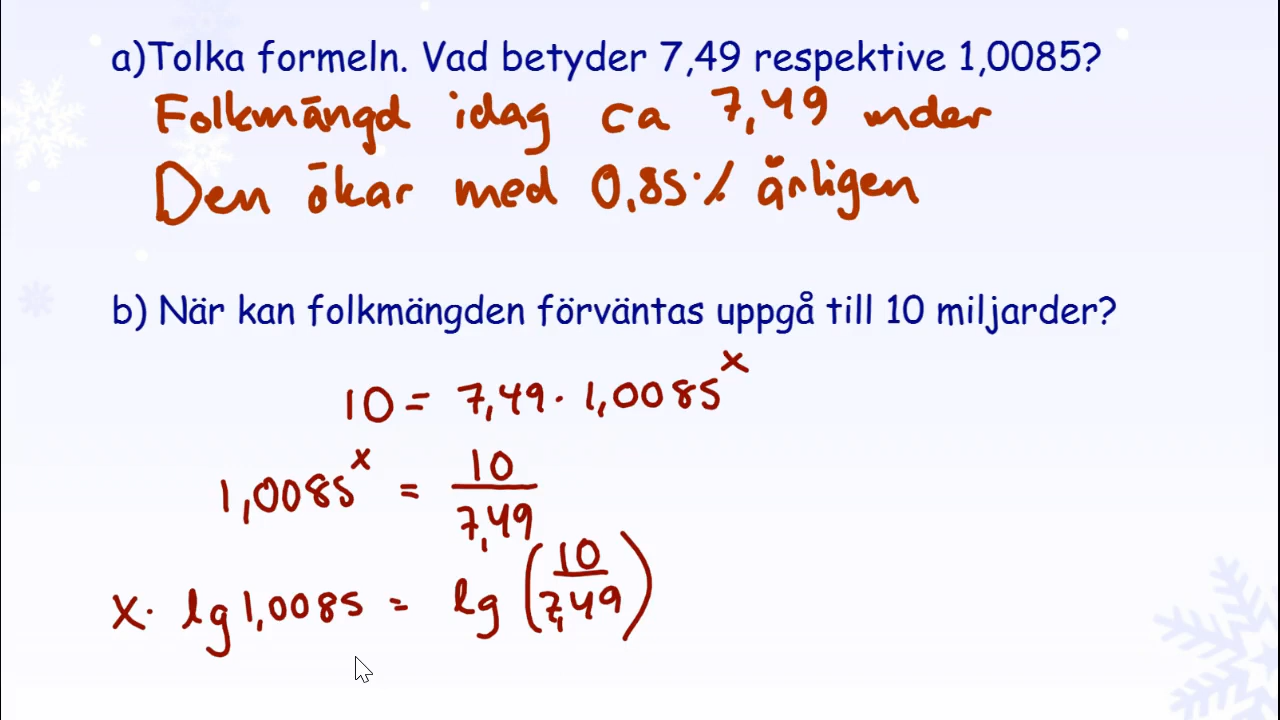 a)Tolka formeln. Vad betyder 7,49 respektive 1,0085?
Folkmängd idag ca 7,49 mder
Den ökar med 0,85% årligen
b) När kan folkmängden förväntas uppgå till 10 miljarder?
10 = 7,49 · 1,0085^x
1,0085^x = 10/7,49
x · lg 1,0085 = lg (10/7,49)